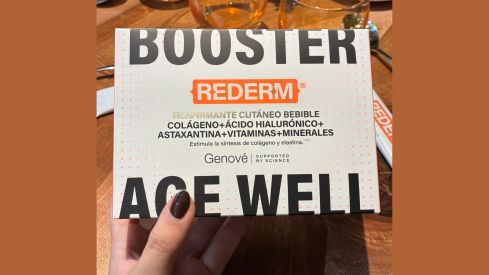 BOOSTER
REDERM®
REAFIRMANTE CUTÁNEO BEBIBLE
COLÁGENO+ÁCIDO HIALURÓNICO+
ASTAXANTINA+VITAMINAS+MINERALES
Estimula la síntesis de colágeno y elastina.
Genové SUPPORTED
BY SCIENCE
AGE WELL
REDERM